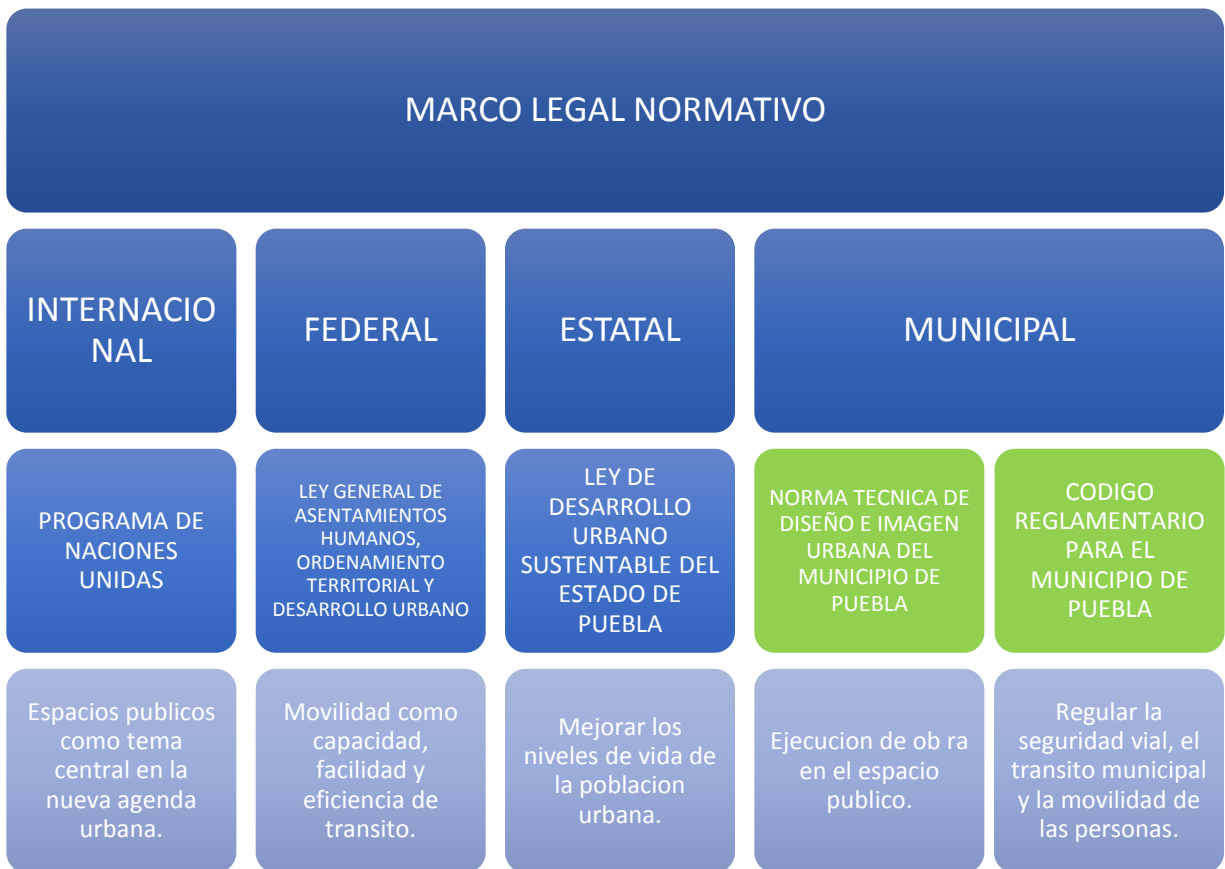 MARCO LEGAL NORMATIVO
INTERNACIO
NAL
FEDERAL
ESTATAL
MUNICIPAL
PROGRAMA DE
NACIONES
UNIDAS
LEY GENERAL DE
ASENTAMIENTOS
HUMANOS,
ORDENAMIENTO
TERRITORIAL Y
DESARROLLO URBANO
LEY DE
DESARROLLO
URBANO
SUSTENTABLE DEL
ESTADO DE
PUEBLA
NORMA TECNICA DE
DISEÑO E IMAGEN
URBANA DEL
MUNICIPIO DE
PUEBLA
CODIGO
REGLAMENTARIO
PARA EL
MUNICIPIO DE
PUEBLA
Espacios publicos
como tema
central en la
nueva agenda
urbana.
Movilidad como
capacidad,
facilidad y
eficiencia de
transito.
Mejorar los
niveles de vida de
la poblacion
urbana.
Ejecucion de ob ra
en el espacio
publico.
Regular la
seguridad vial, el
transito municipal
y la movilidad de
las personas.